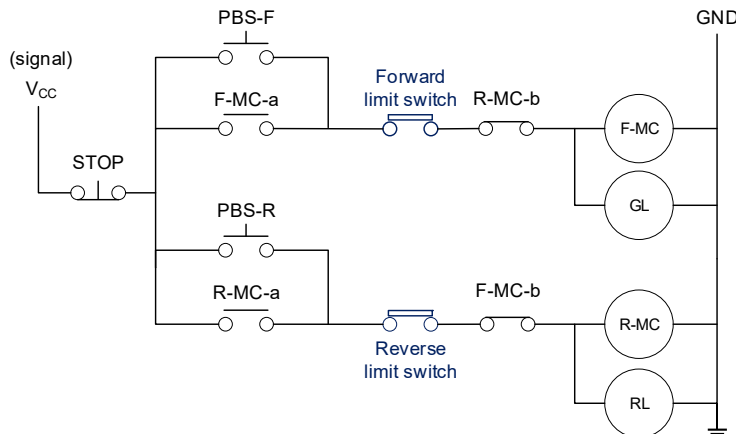 PBS-F
GND
(signal)
V_CC
Forward
limit switch
F-MC-a
R-MC-b
F-MC
STOP
GL
PBS-R
R-MC-a
F-MC-b
R-MC
Reverse
limit switch
RL